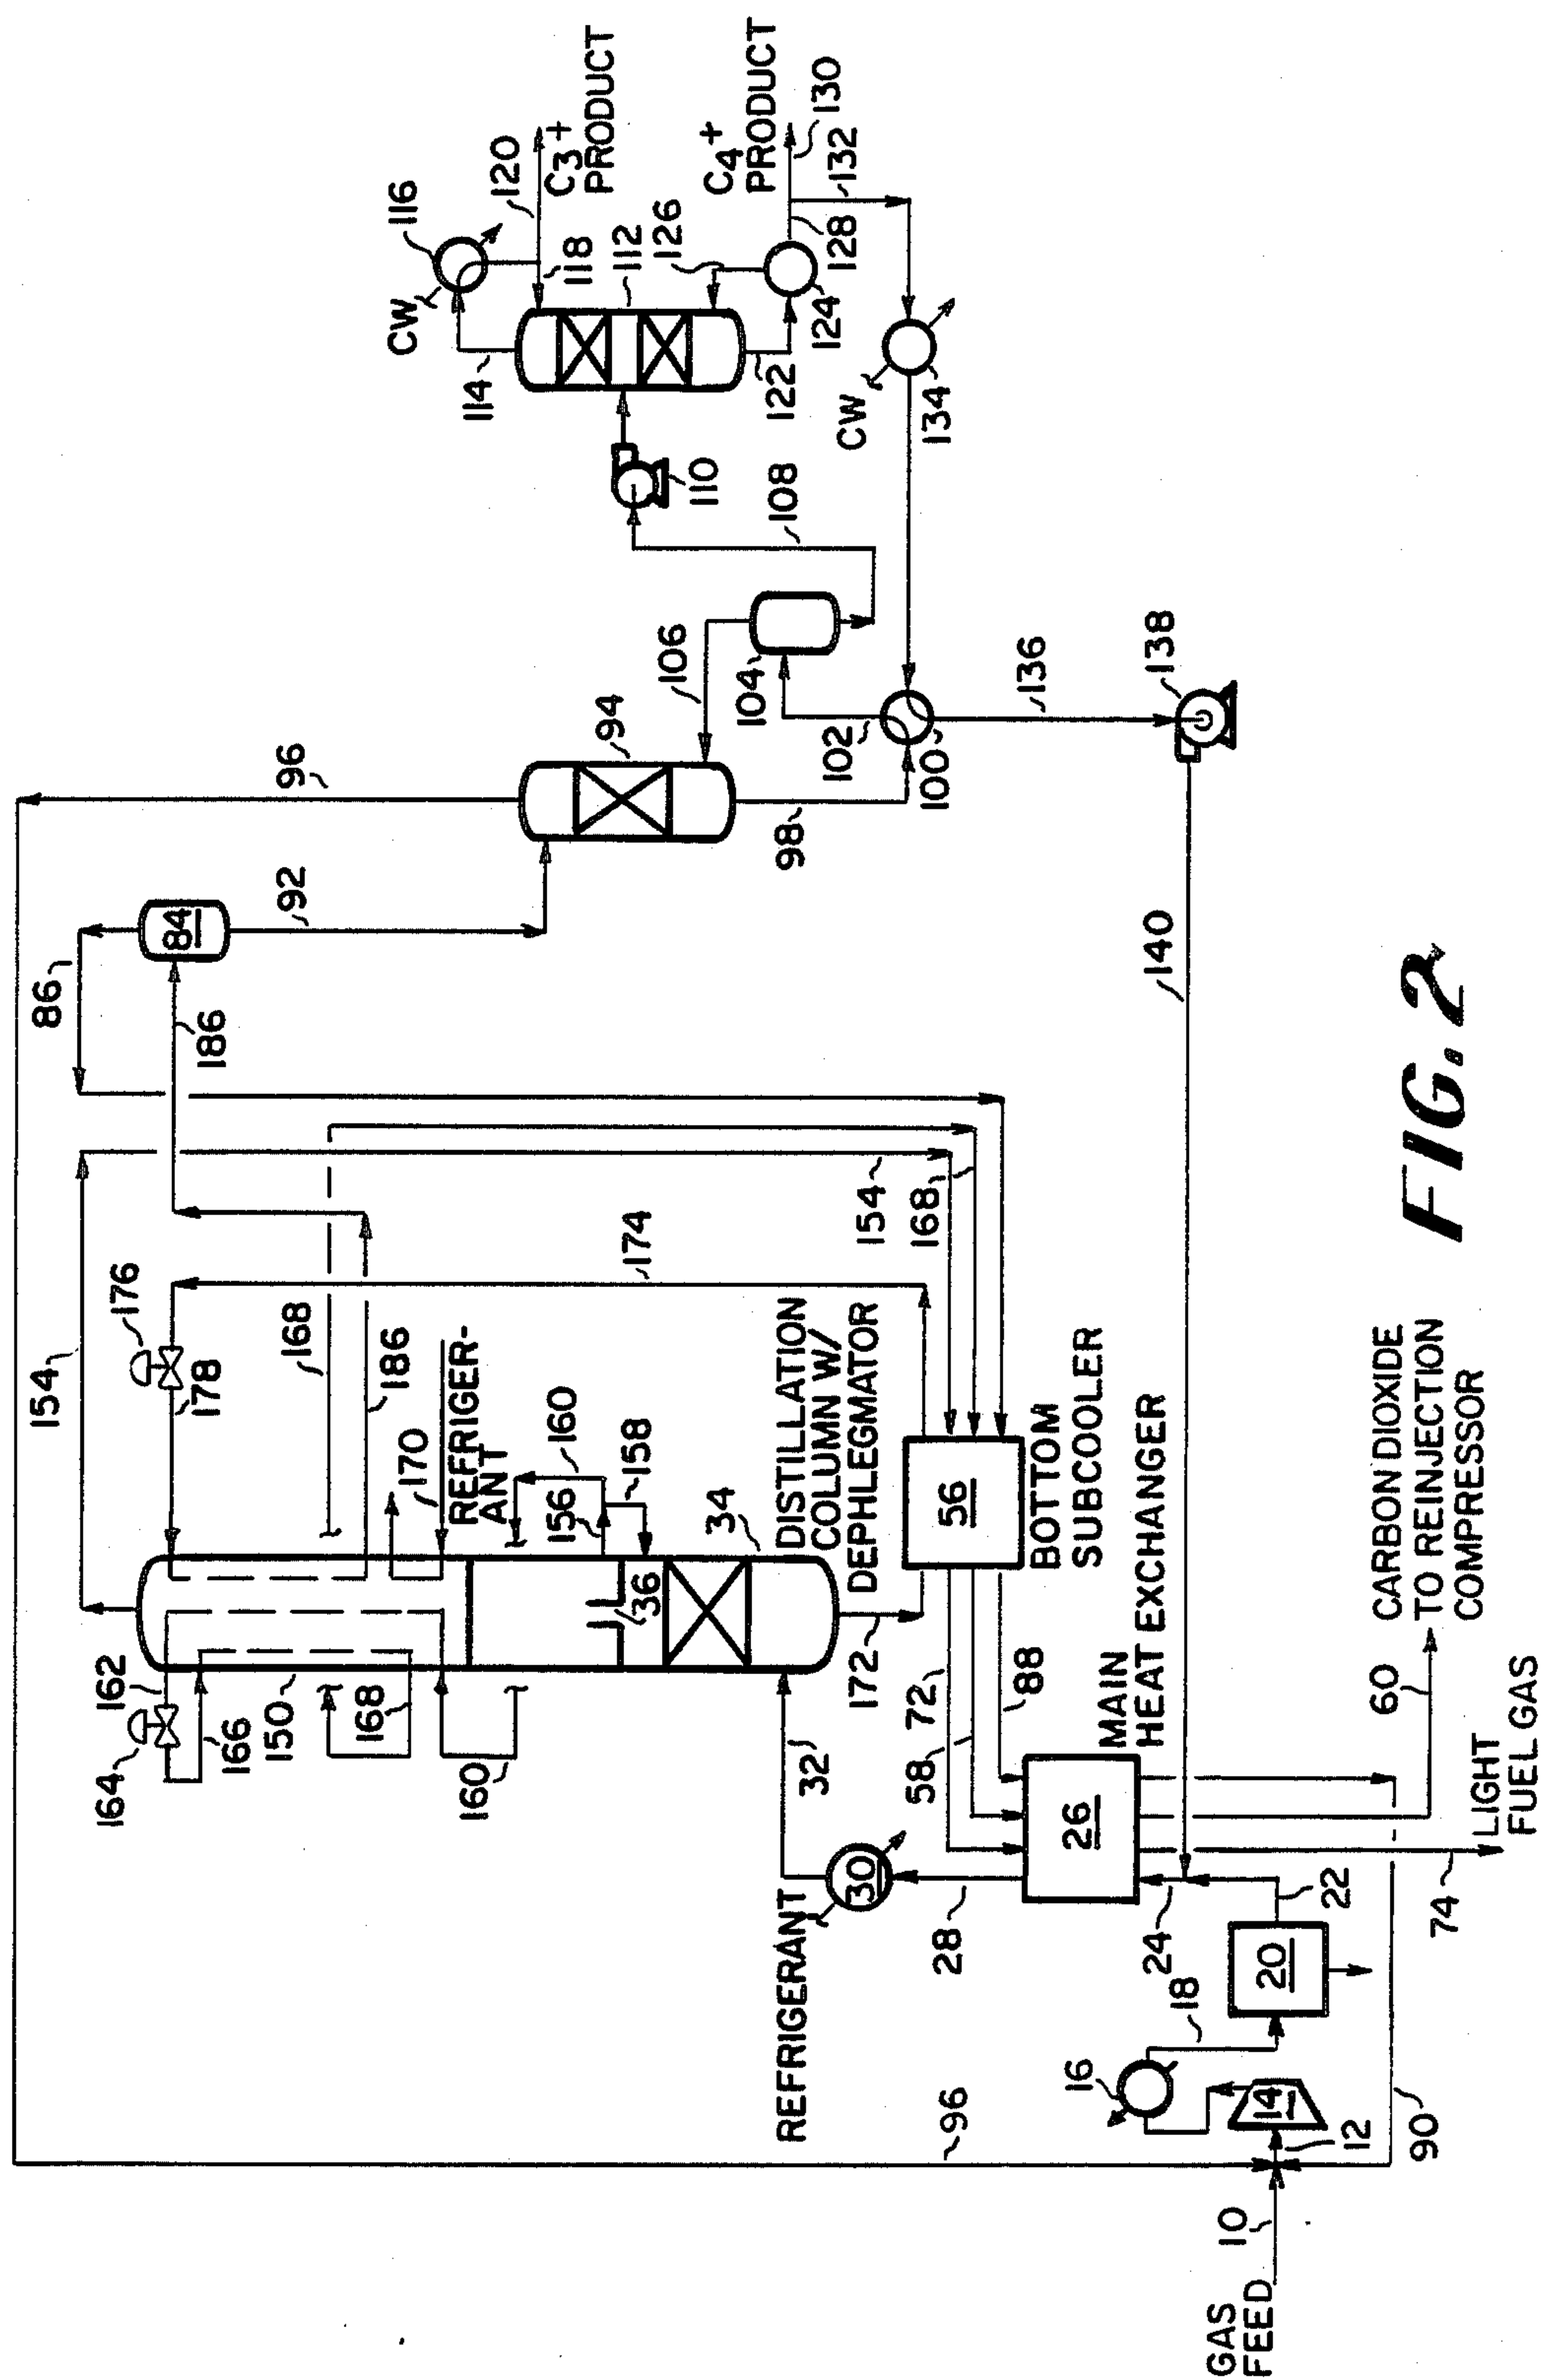 154
176
164
162
178
166
150
168
168
186
170
REFRIGER-
ANT
160
160
156
158
36
34
DISTILLATION
COLUMN W/
DEPHLEGMATOR
172
32
REFRIGERANT
30
28
174
154
168
56
BOTTOM
SUBCOOLER
72
58
88
MAIN
HEAT EXCHANGER
26
24
22
20
18
16
14
12
10
GAS
FEED
96
90
74
LIGHT
FUEL GAS
60
CARBON DIOXIDE
TO REINJECTION
COMPRESSOR
86
186
84
92
96
94
98
100
102
104
106
108
110
112
114
CW
116
118
120
C3+
PRODUCT
122
124
126
128
C4+
PRODUCT
130
132
CW
134
136
138
140
FIG. 2